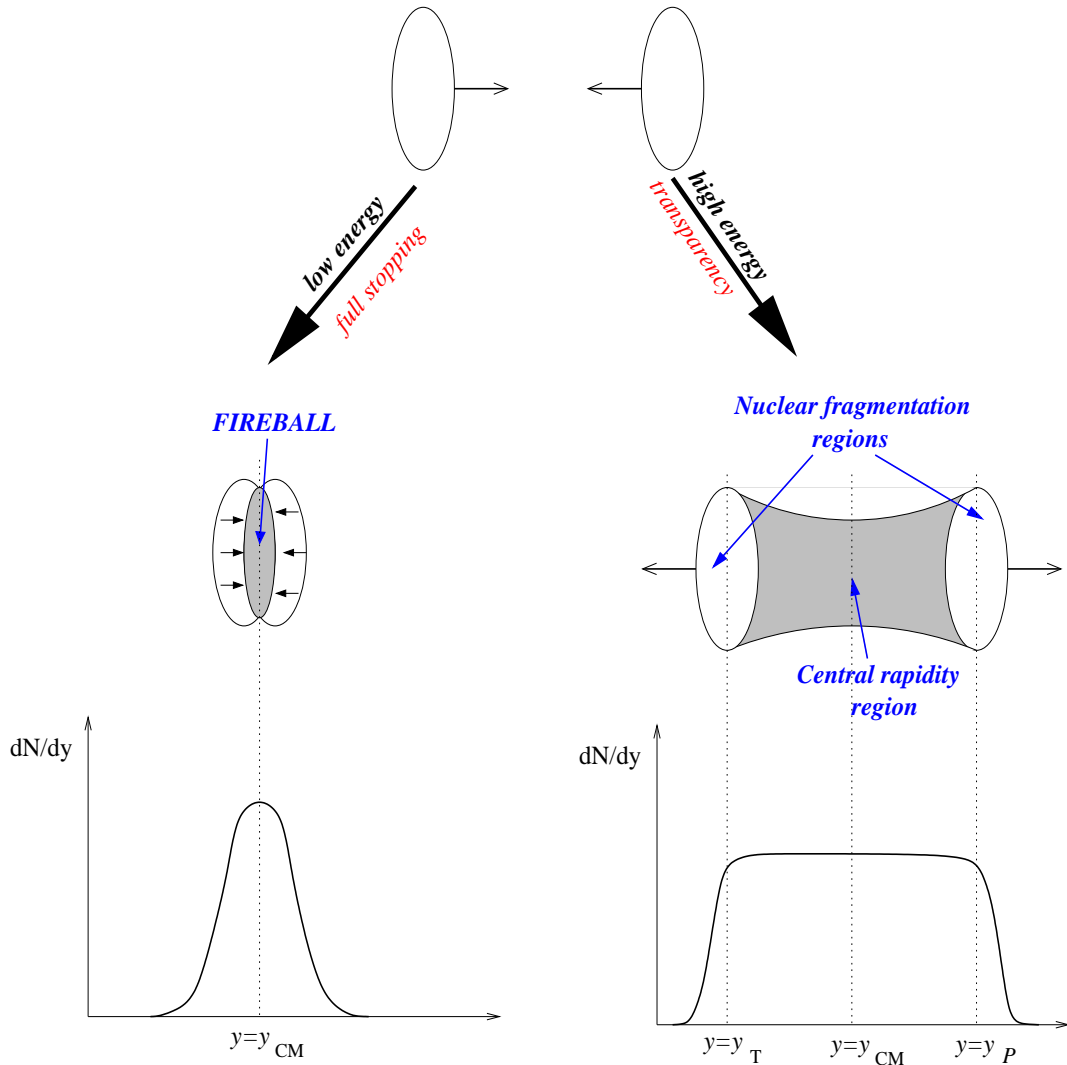 low energy
full stopping
high energy
transparency
FIREBALL
Nuclear fragmentation
regions
Central rapidity
region
dN/dy
y=y CM
dN/dy
y=y T
y=y CM
y=y P